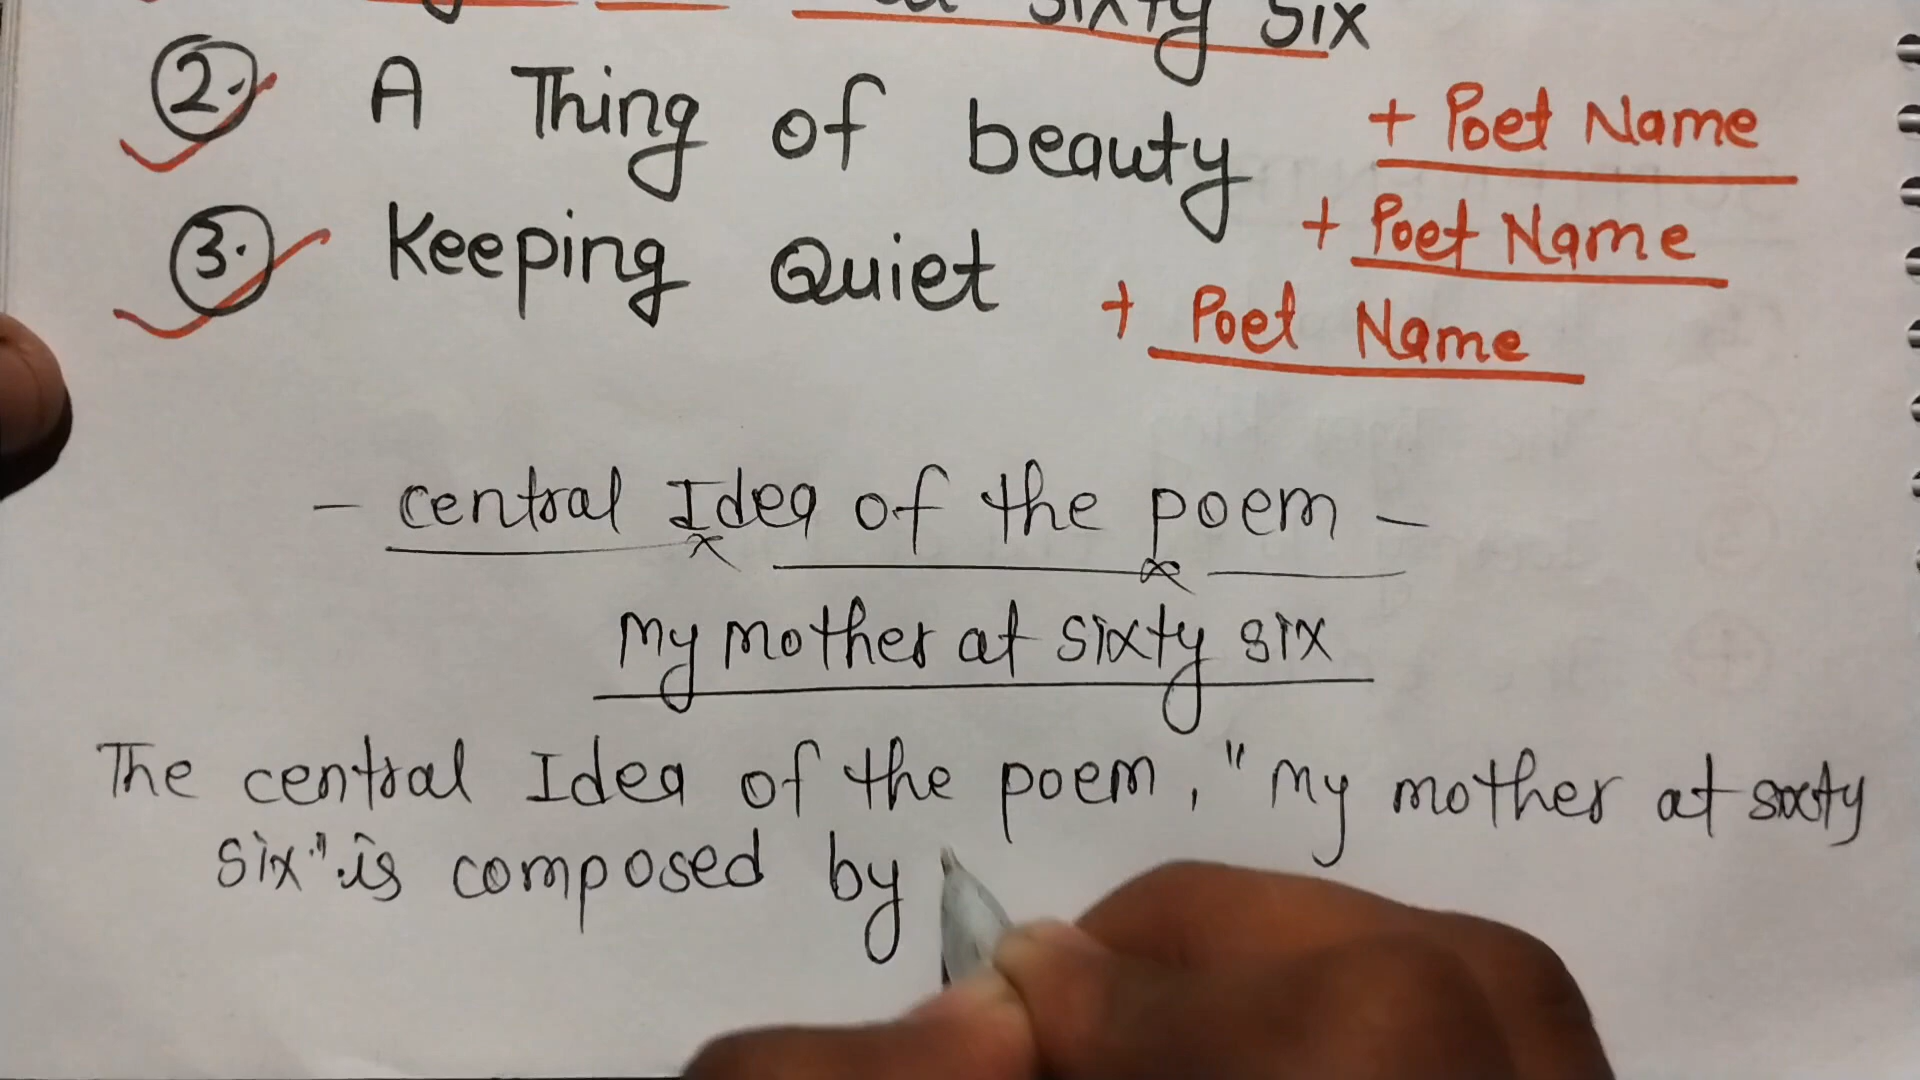 sixty six
2. A Thing of beauty + Poet Name
3. Keeping Quiet + Poet Name
+ Poet Name
- central Idea of the poem -
My mother at sixty six
The central Idea of the poem, "My mother at sixty
six" is composed by